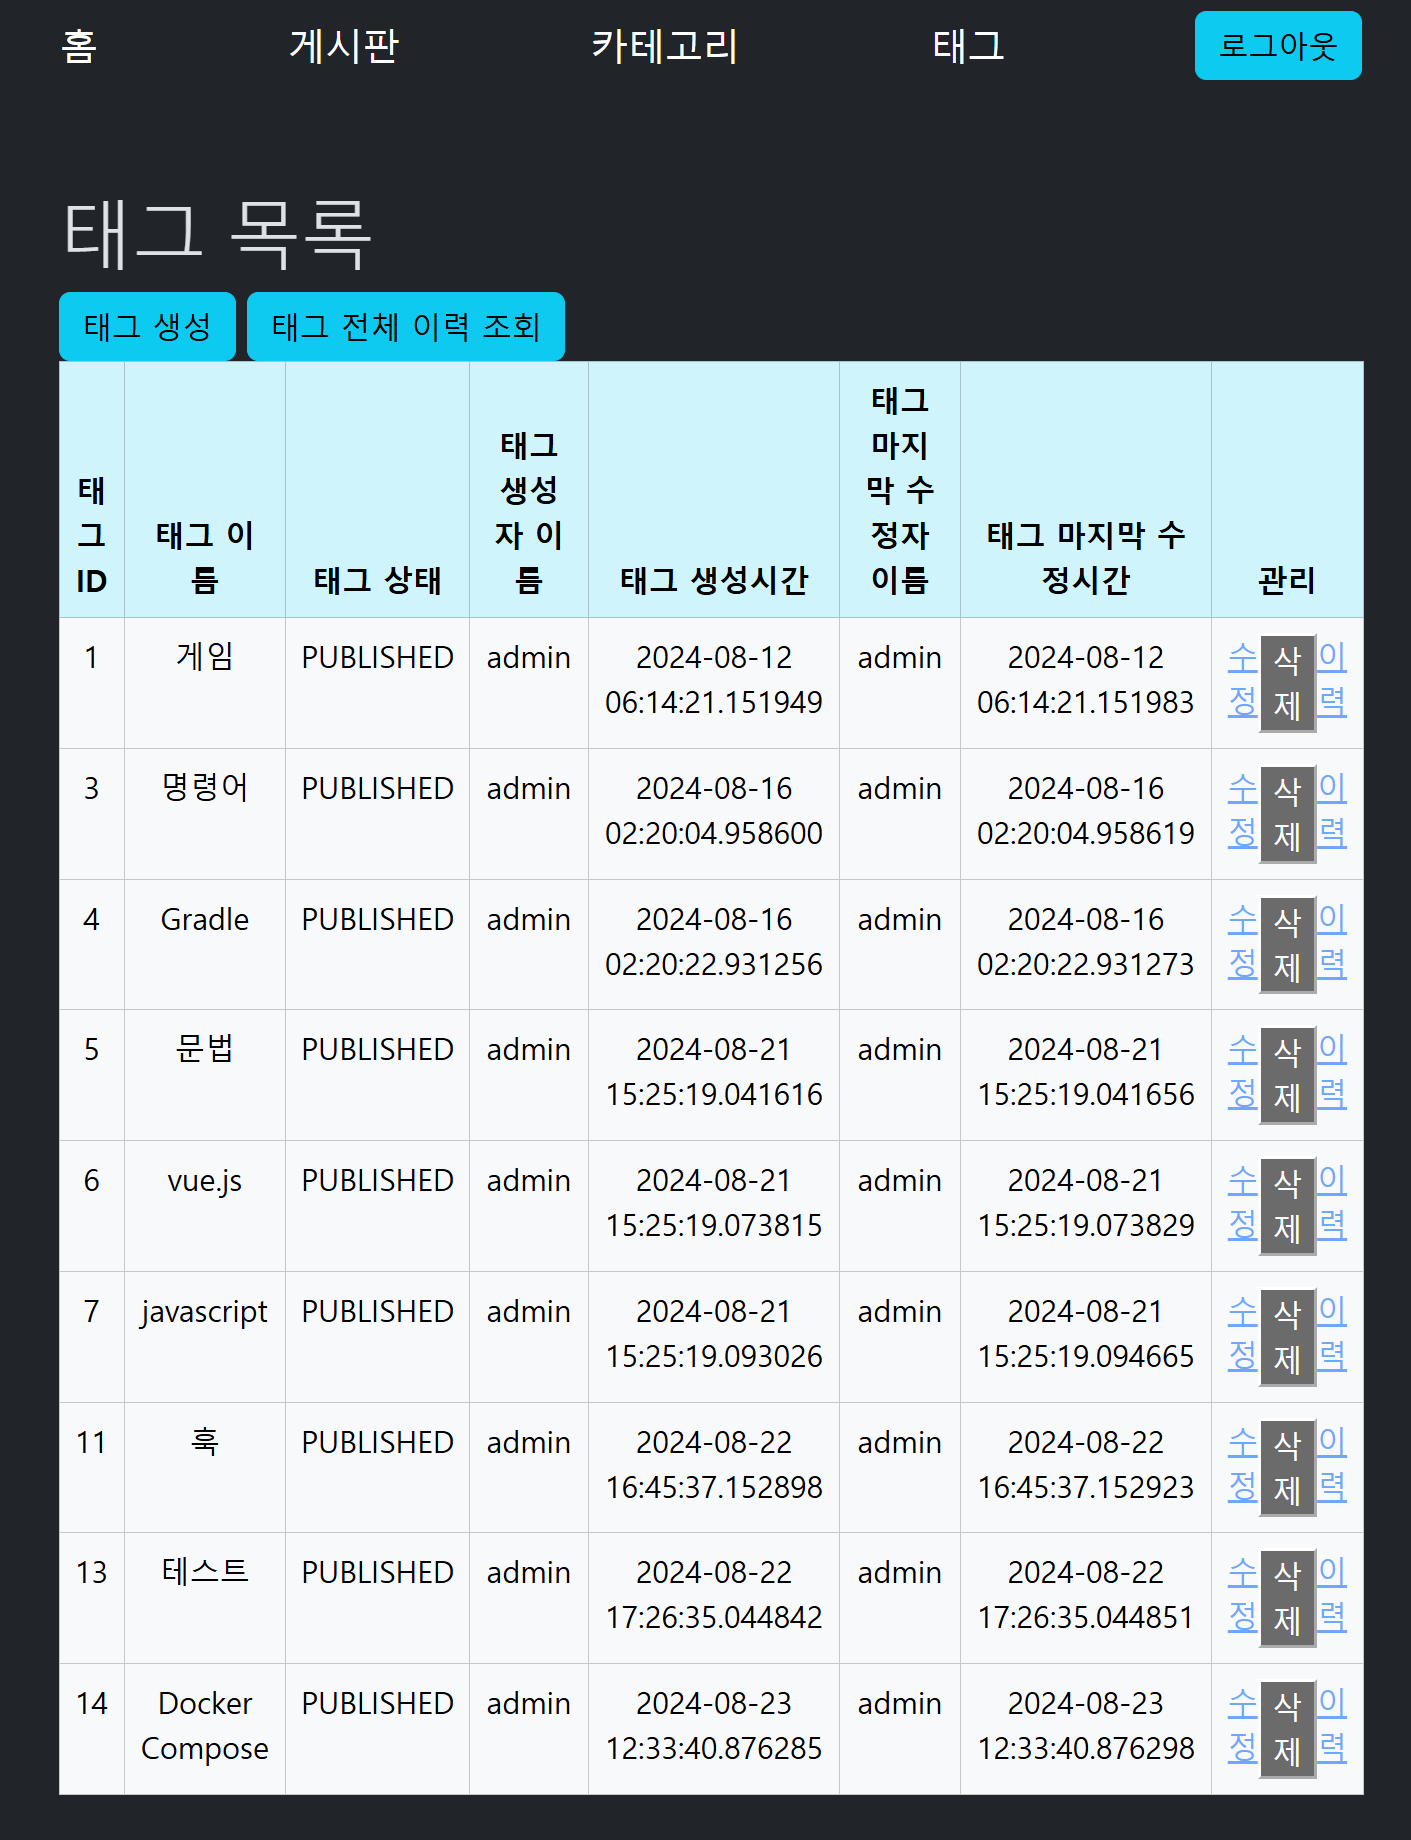 홈 게시판 카테고리 태그 로그아웃
태그 목록
태그 생성 태그 전체 이력 조회
태그 ID 태그 이름 태그 상태 태그 생성자 이름 태그 생성시간 태그 마지막 수정자 이름 태그 마지막 수정시간 관리
1 게임 PUBLISHED admin 2024-08-12 06:14:21.151949 admin 2024-08-12 06:14:21.151983 수정 삭제 이력
3 명령어 PUBLISHED admin 2024-08-16 02:20:04.958600 admin 2024-08-16 02:20:04.958619 수정 삭제 이력
4 Gradle PUBLISHED admin 2024-08-16 02:20:22.931256 admin 2024-08-16 02:20:22.931273 수정 삭제 이력
5 문법 PUBLISHED admin 2024-08-21 15:25:19.041616 admin 2024-08-21 15:25:19.041656 수정 삭제 이력
6 vue.js PUBLISHED admin 2024-08-21 15:25:19.073815 admin 2024-08-21 15:25:19.073829 수정 삭제 이력
7 javascript PUBLISHED admin 2024-08-21 15:25:19.093026 admin 2024-08-21 15:25:19.094665 수정 삭제 이력
11 훅 PUBLISHED admin 2024-08-22 16:45:37.152898 admin 2024-08-22 16:45:37.152923 수정 삭제 이력
13 테스트 PUBLISHED admin 2024-08-22 17:26:35.044842 admin 2024-08-22 17:26:35.044851 수정 삭제 이력
14 Docker Compose PUBLISHED admin 2024-08-23 12:33:40.876285 admin 2024-08-23 12:33:40.876298 수정 삭제 이력